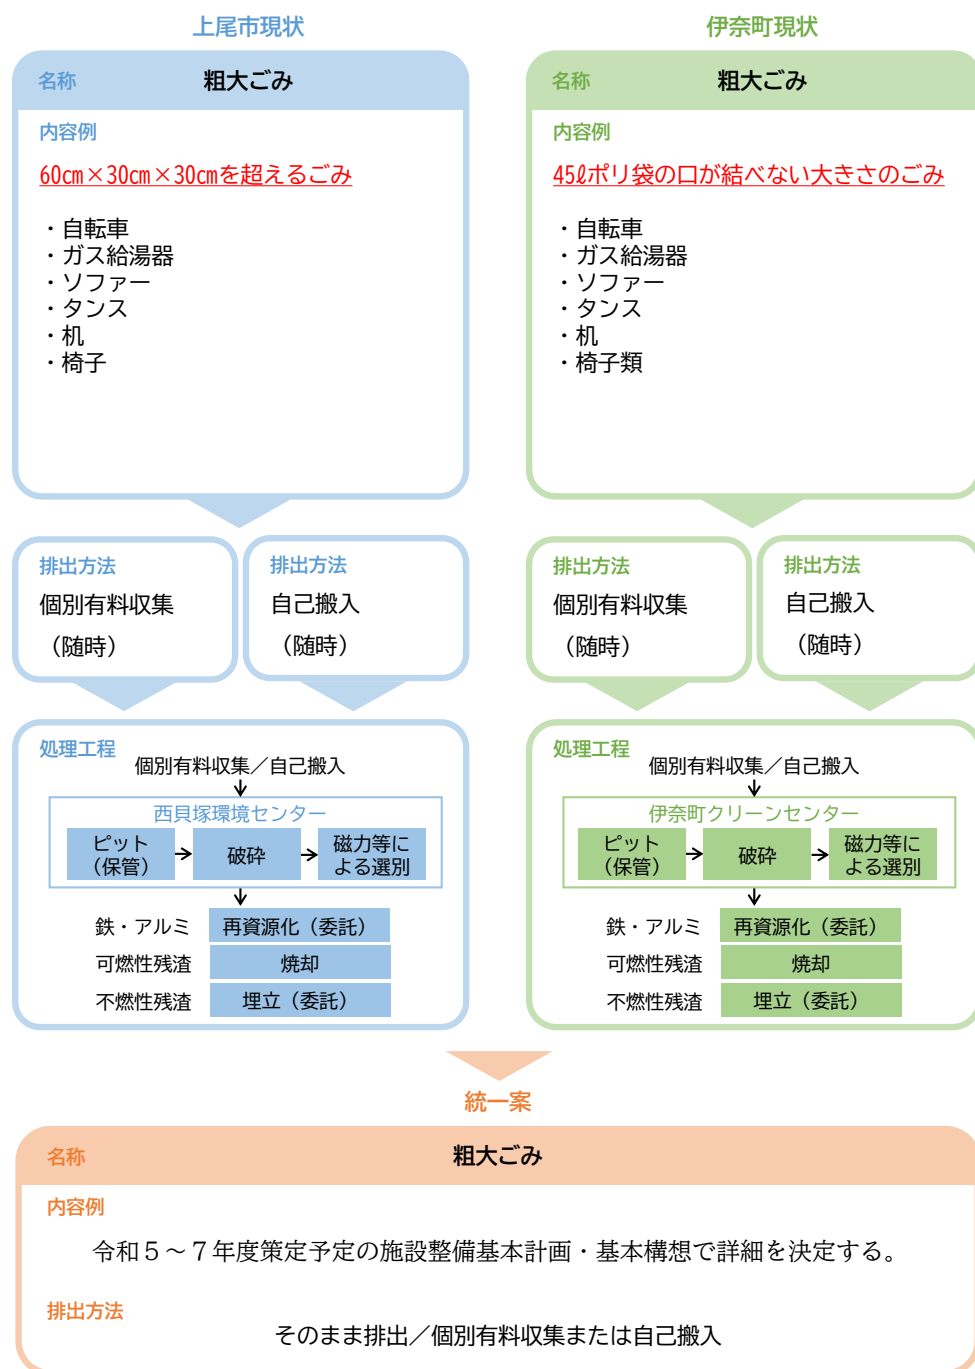 上尾市現状
名称 粗大ごみ
内容例
60cm×30cm×30cmを超えるごみ
・自転車
・ガス給湯器
・ソファー
・タンス
・机
・椅子
排出方法
個別有料収集
（随時）
排出方法
自己搬入
（随時）
処理工程
個別有料収集／自己搬入
西貝塚環境センター
ピット
（保管）
破砕
磁力等に
よる選別
鉄・アルミ 再資源化（委託）
可燃性残渣 焼却
不燃性残渣 埋立（委託）
伊奈町現状
名称 粗大ごみ
内容例
45ℓポリ袋の口が結べない大きさのごみ
・自転車
・ガス給湯器
・ソファー
・タンス
・机
・椅子類
排出方法
個別有料収集
（随時）
排出方法
自己搬入
（随時）
処理工程
個別有料収集／自己搬入
伊奈町クリーンセンター
ピット
（保管）
破砕
磁力等に
よる選別
鉄・アルミ 再資源化（委託）
可燃性残渣 焼却
不燃性残渣 埋立（委託）
統一案
名称 粗大ごみ
内容例
令和５～７年度策定予定の施設整備基本計画・基本構想で詳細を決定する。
排出方法
そのまま排出／個別有料収集または自己搬入